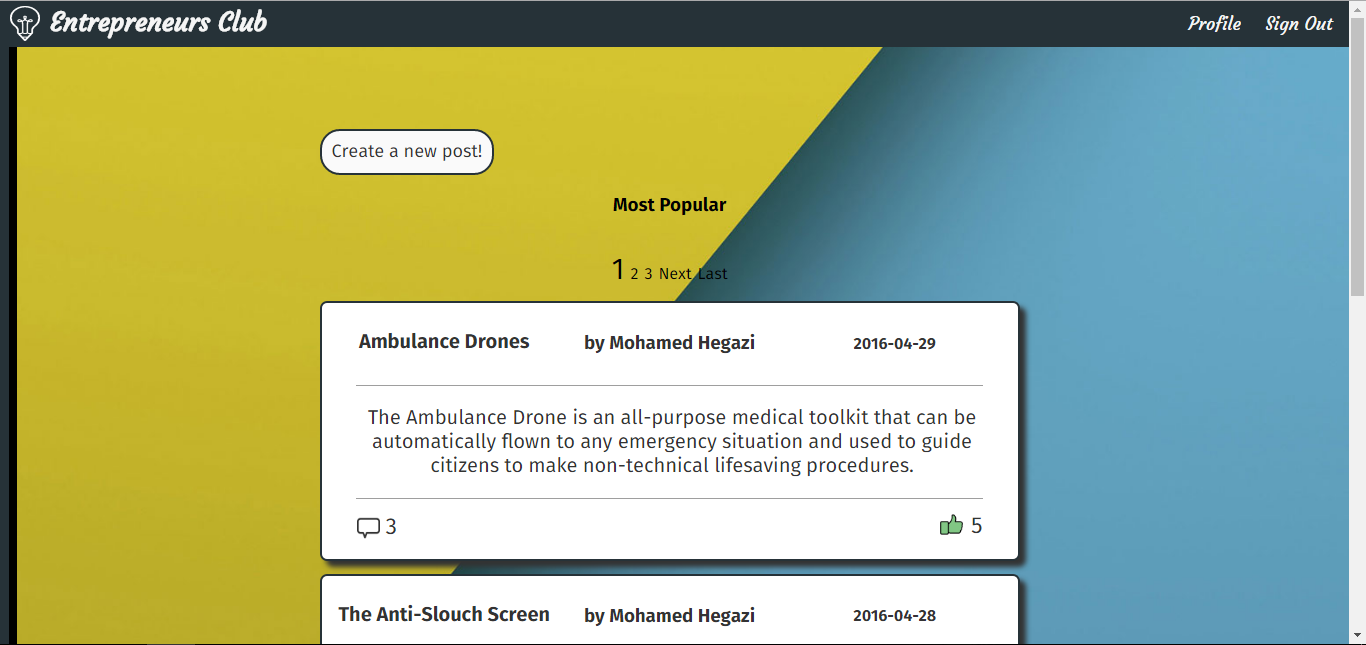 Entrepreneurs Club
Profile
Sign Out
Create a new post!
Most Popular
1 2 3 Next Last
Ambulance Drones by Mohamed Hegazi 2016-04-29
The Ambulance Drone is an all-purpose medical toolkit that can be
automatically flown to any emergency situation and used to guide
citizens to make non-technical lifesaving procedures.
3 5
The Anti-Slouch Screen by Mohamed Hegazi 2016-04-28